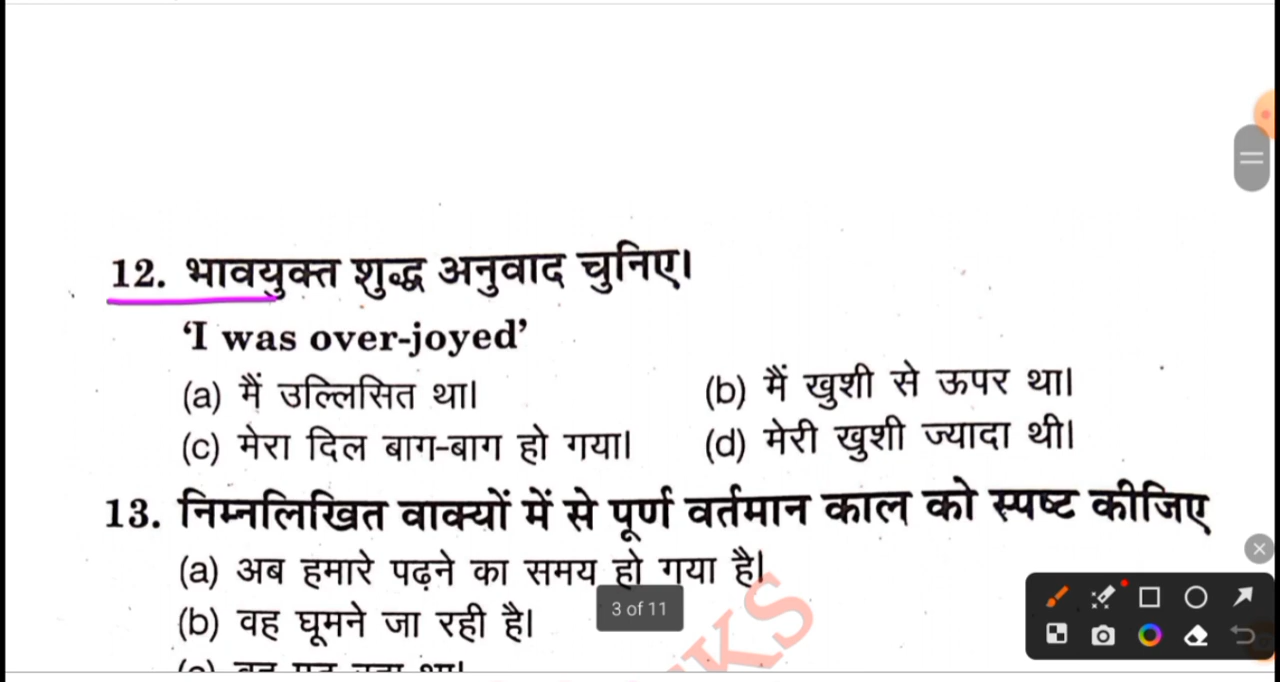 12. भावयुक्त शुद्ध अनुवाद चुनिए।
‘I was over-joyed’
(a) मैं उल्लिसित था।
(b) मैं खुशी से ऊपर था।
(c) मेरा दिल बाग-बाग हो गया।
(d) मेरी खुशी ज्यादा थी।
13. निम्नलिखित वाक्यों में से पूर्ण वर्तमान काल को स्पष्ट कीजिए
(a) अब हमारे पढ़ने का समय हो गया है।
(b) वह घूमने जा रही है।
3 of 11